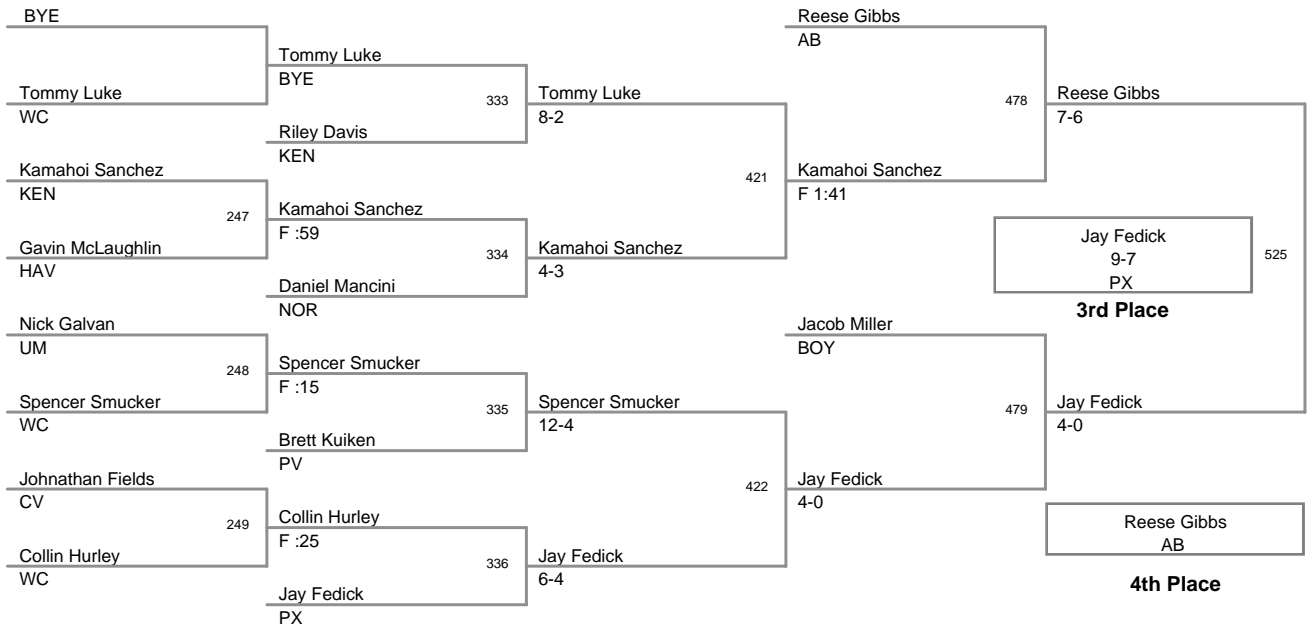 BYE
Tommy Luke
WC
Kamahoi Sanchez
KEN
247
Gavin McLaughlin
HAV
Nick Galvan
UM
248
Spencer Smucker
WC
Johnathan Fields
CV
249
Collin Hurley
WC
Tommy Luke
BYE
333
Riley Davis
KEN
Kamahoi Sanchez
F :59
334
Daniel Mancini
NOR
Spencer Smucker
F :15
335
Brett Kuiken
PV
Collin Hurley
F :25
336
Jay Fedick
PX
Tommy Luke
8-2
421
Kamahoi Sanchez
4-3
Spencer Smucker
12-4
422
Jay Fedick
6-4
Reese Gibbs
AB
478
Kamahoi Sanchez
F 1:41
Jacob Miller
BOY
479
Jay Fedick
4-0
Reese Gibbs
7-6
525
Jay Fedick
4-0
Jay Fedick
9-7
PX
3rd Place
Reese Gibbs
AB
4th Place